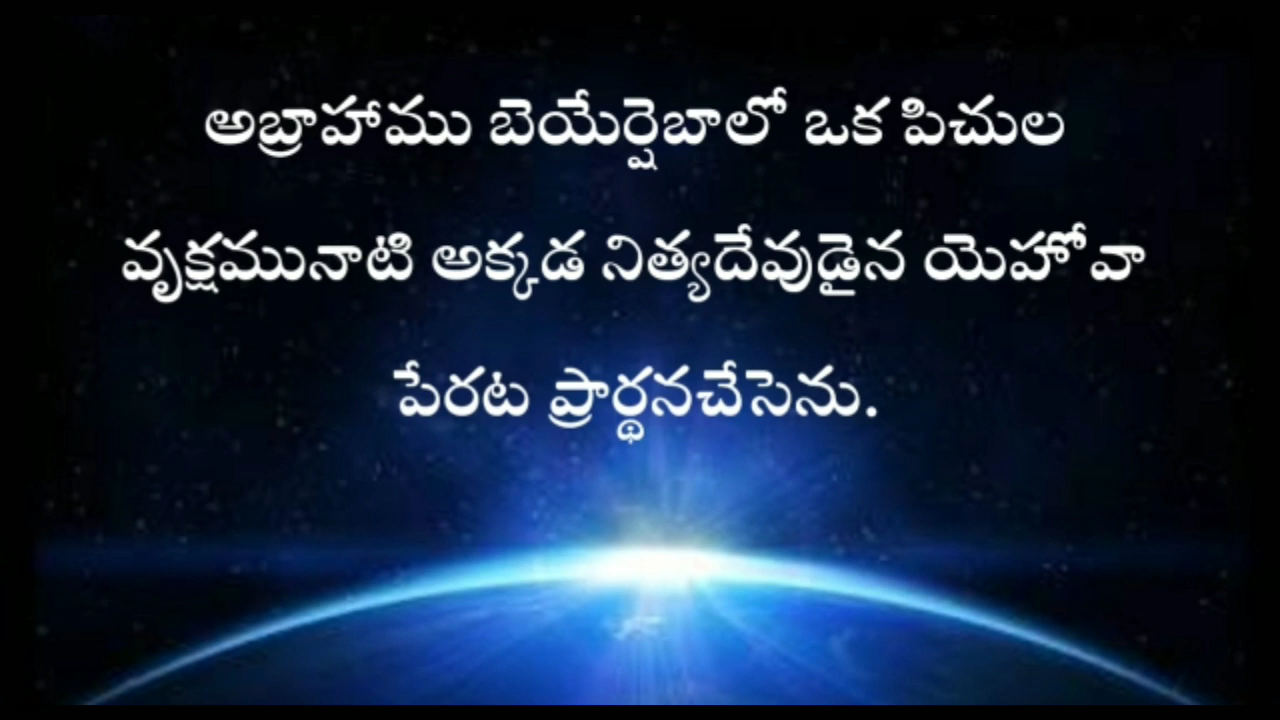 అబ్రాహాము బెయేర్షెబాలో ఒక పిచుల
వృక్షమునాటి అక్కడ నిత్యదేవుడైన యెహోవా
పేరట ప్రార్థనచేసెను.